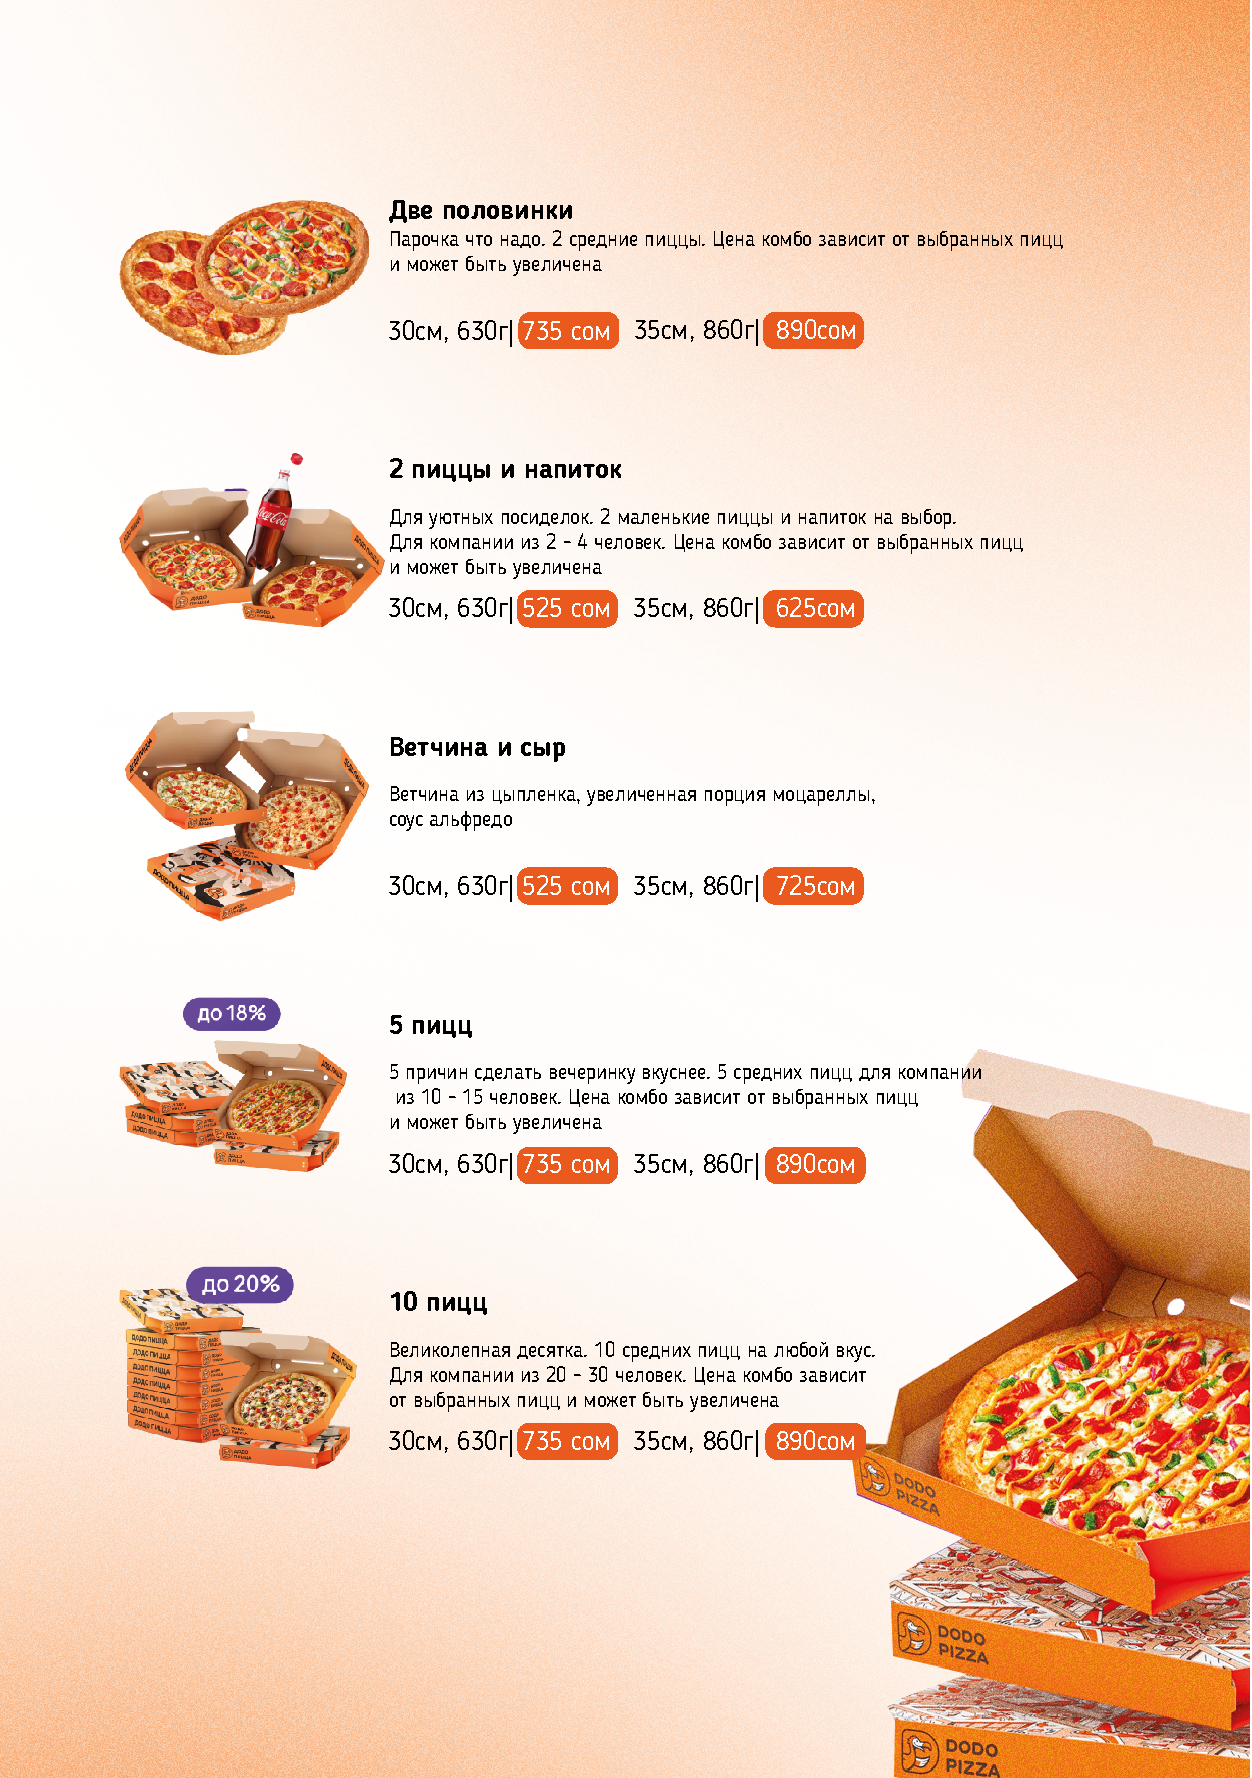 Две половинки
Парочка что надо. 2 средние пиццы. Цена комбо зависит от выбранных пицц
и может быть увеличена
30см, 630г| 735 сом 35см, 860г| 890сом
2 пиццы и напиток
Для уютных посиделок. 2 маленькие пиццы и напиток на выбор.
Для компании из 2 - 4 человек. Цена комбо зависит от выбранных пицц
и может быть увеличена
30см, 630г| 525 сом 35см, 860г| 625сом
Ветчина и сыр
Ветчина из цыпленка, увеличенная порция моцареллы,
соус альфредо
30см, 630г| 525 сом 35см, 860г| 725сом
до 18%
5 пицц
5 причин сделать вечеринку вкуснее. 5 средних пицц для компании
из 10 - 15 человек. Цена комбо зависит от выбранных пицц
и может быть увеличена
30см, 630г| 735 сом 35см, 860г| 890сом
до 20%
10 пицц
Великолепная десятка. 10 средних пицц на любой вкус.
Для компании из 20 - 30 человек. Цена комбо зависит
от выбранных пицц и может быть увеличена
30см, 630г| 735 сом 35см, 860г| 890сом
DODO
PIZZA
DODO
PIZZA
DODO
PIZZA